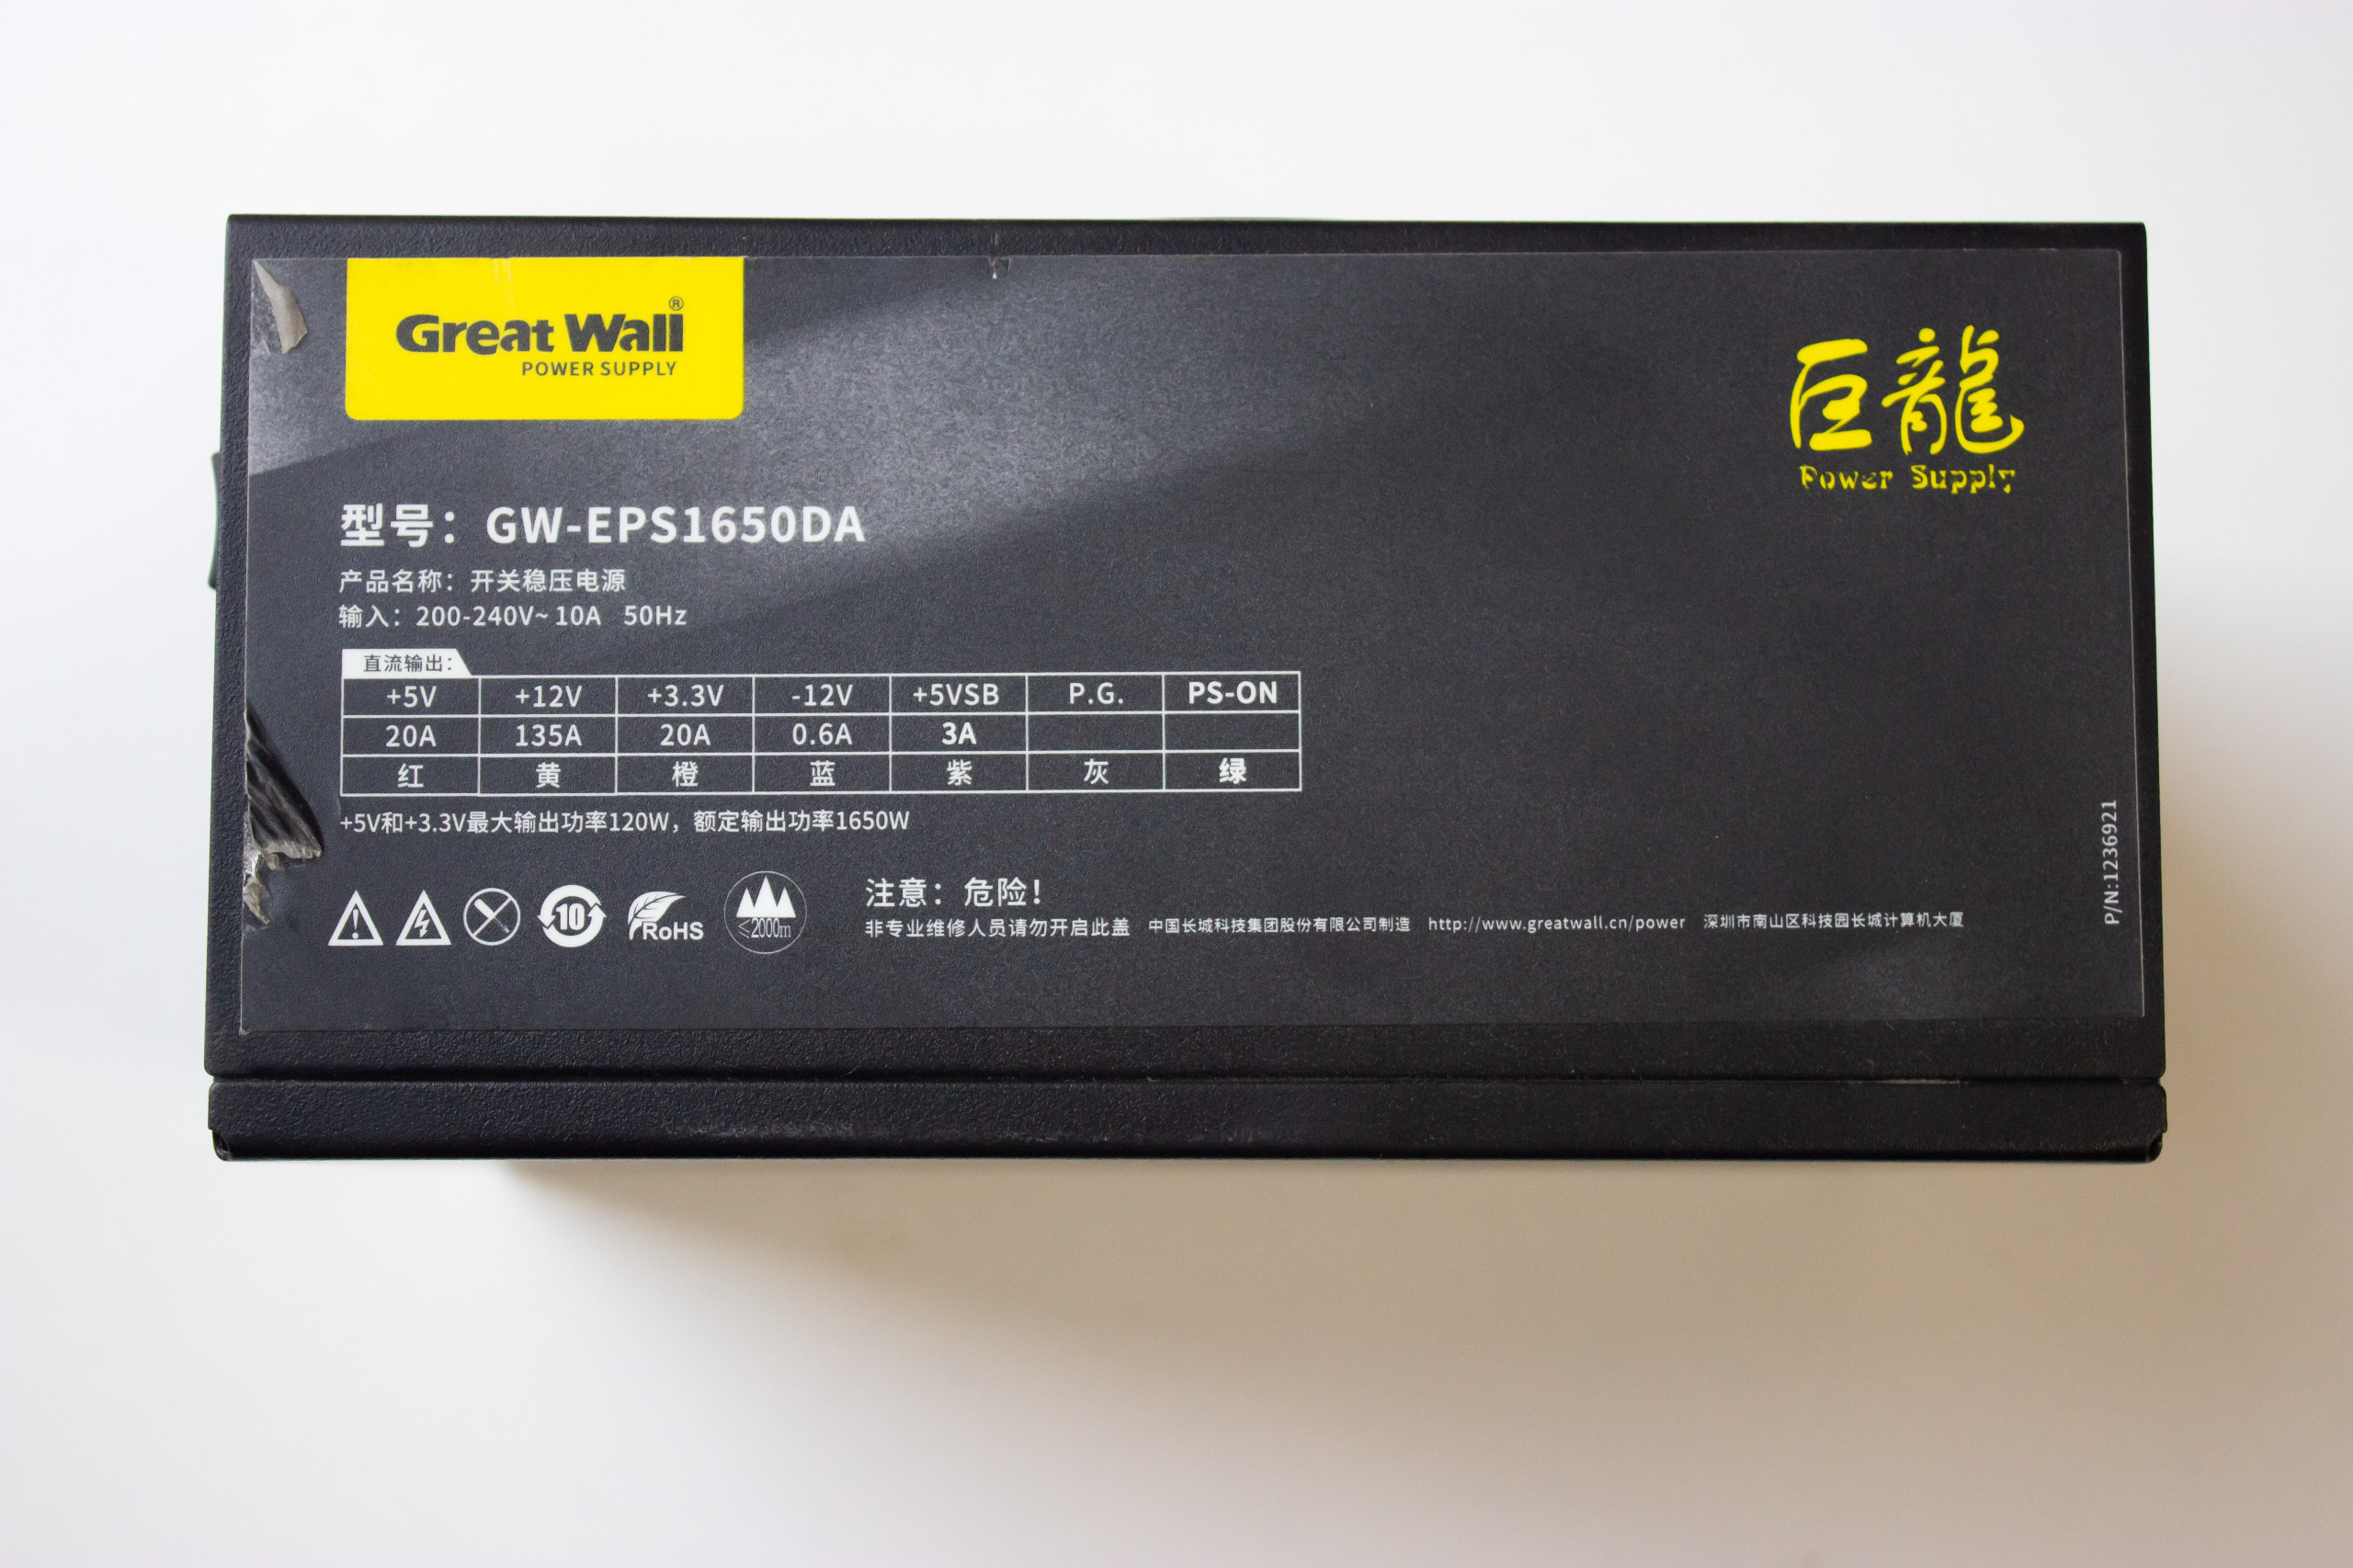 Great Wall®
POWER SUPPLY
巨龍
Power Supply
型号：GW-EPS1650DA
产品名称：开关稳压电源
输入：200-240V~ 10A 50Hz
直流输出：
+5V +12V +3.3V -12V +5VSB P.G. PS-ON
20A 135A 20A 0.6A 3A
红 黄 橙 蓝 紫 灰 绿
+5V和+3.3V最大输出功率120W，额定输出功率1650W
10 RoHS ≤2000m
注意：危险！
非专业维修人员请勿开启此盖 中国长城科技集团股份有限公司制造 http://www.greatwall.cn/power 深圳市南山区科技园长城计算机大厦
P/N:1236921